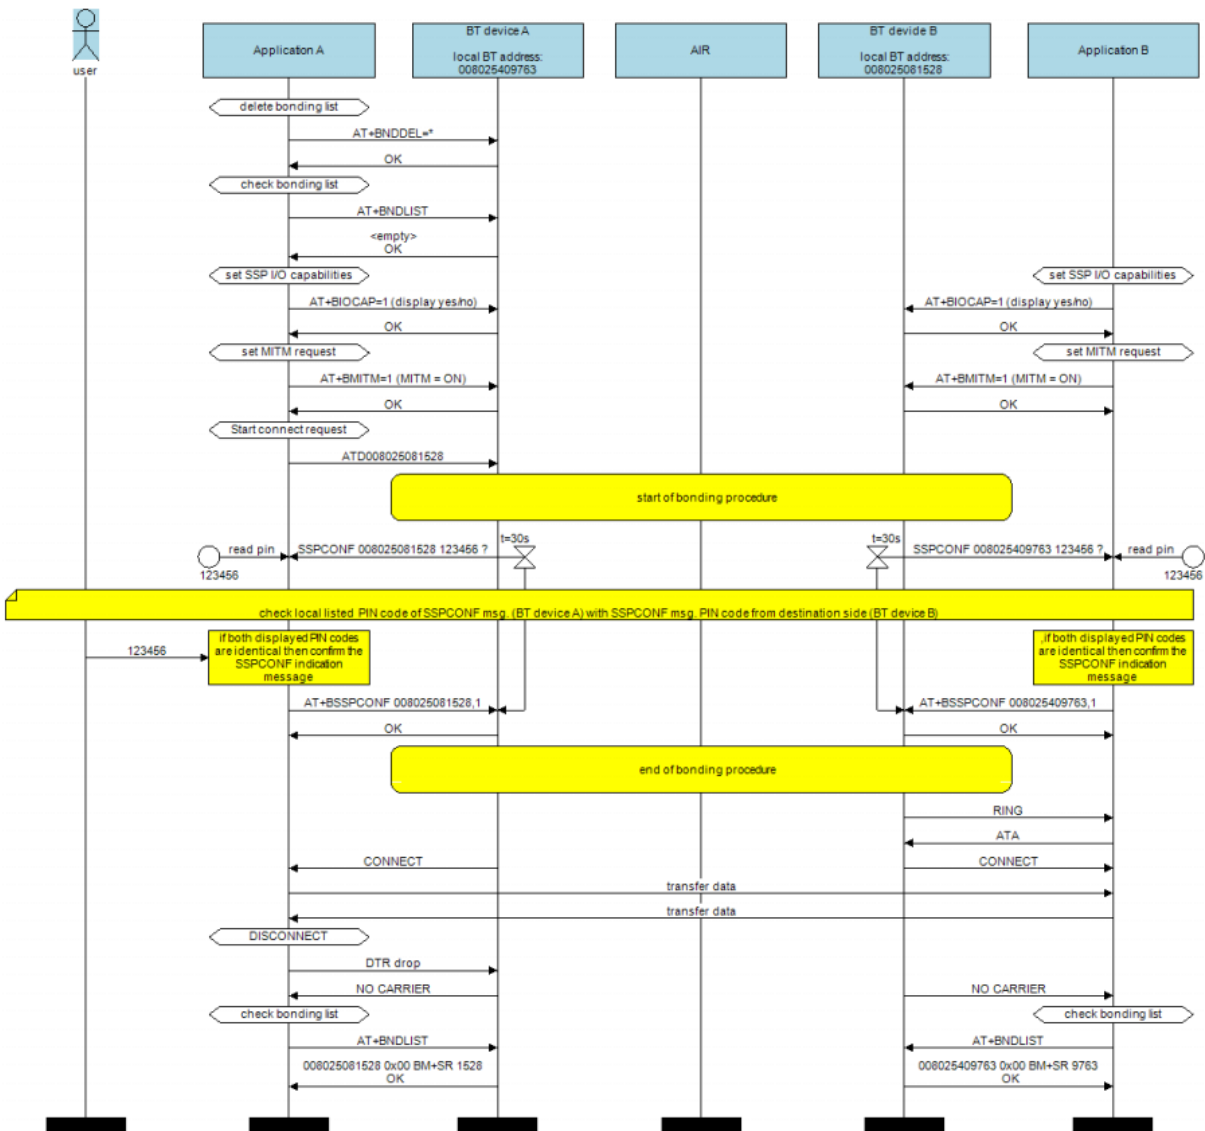 user
Application A
BT device A
local BT address:
008025409763
AIR
BT devide B
local BT address:
008025081528
Application B
delete bonding list
AT+BNDDEL=*
OK
check bonding list
AT+BNDLIST
<empty>
OK
set SSP I/O capabilities
set SSP I/O capabilities
AT+BIOCAP=1 (display yes/no)
AT+BIOCAP=1 (display yes/no)
OK
OK
set MITM request
set MITM request
AT+BMITM=1 (MITM = ON)
AT+BMITM=1 (MITM = ON)
OK
OK
Start connect request
ATD008025081528
start of bonding procedure
t=30s
t=30s
read pin
SSPCONF 008025081528 123456 ?
SSPCONF 008025409763 123456 ?
read pin
123456
123456
check local listed PIN code of SSPCONF msg. (BT device A) with SSPCONF msg. PIN code from destination side (BT device B)
123456
if both displayed PIN codes
are identical then confirm the
SSPCONF indication
message
,if both displayed PIN codes
are identical then confirm the
SSPCONF indication
message
AT+BSSPCONF 008025081528,1
AT+BSSPCONF 008025409763,1
OK
OK
end of bonding procedure
RING
ATA
CONNECT
CONNECT
transfer data
transfer data
DISCONNECT
DTR drop
NO CARRIER
NO CARRIER
check bonding list
check bonding list
AT+BNDLIST
AT+BNDLIST
008025081528 0x00 BM+SR 1528
OK
008025409763 0x00 BM+SR 9763
OK